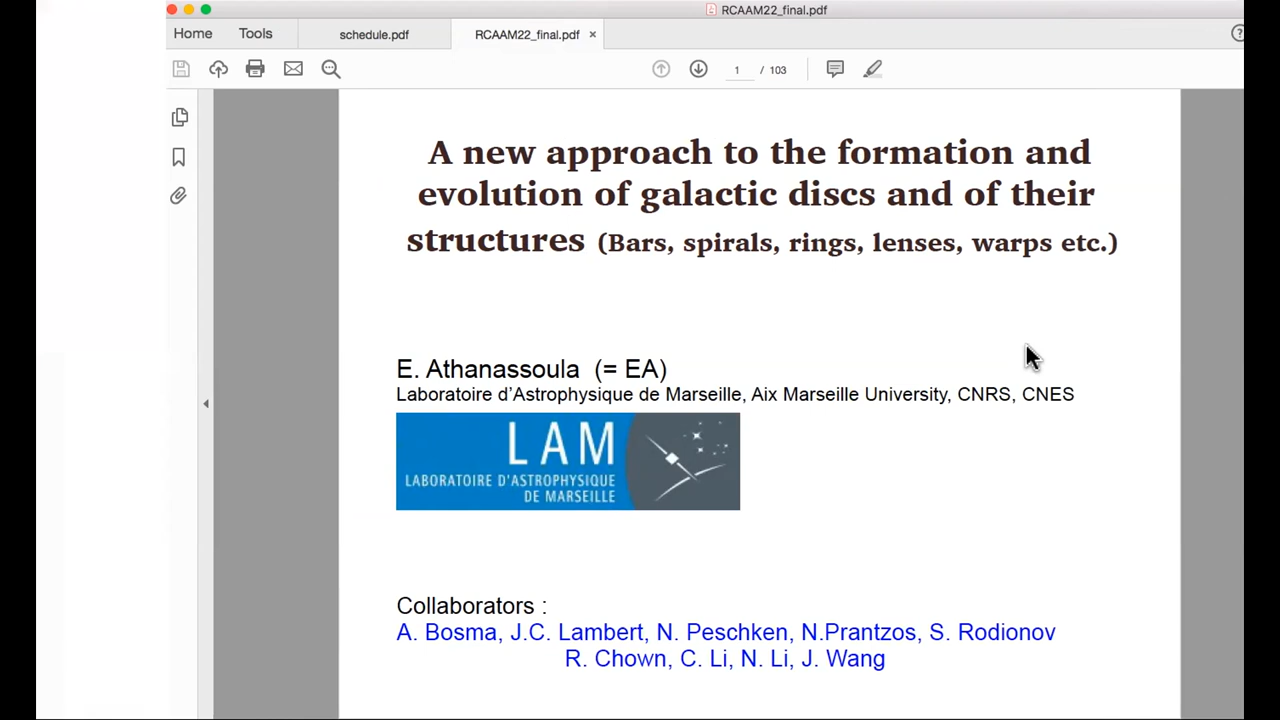 RCAAM22_final.pdf
Home Tools schedule.pdf RCAAM22_final.pdf ×
1 / 103
A new approach to the formation and
evolution of galactic discs and of their
structures (Bars, spirals, rings, lenses, warps etc.)
E. Athanassoula (= EA)
Laboratoire d’Astrophysique de Marseille, Aix Marseille University, CNRS, CNES
LAM
LABORATOIRE D'ASTROPHYSIQUE
DE MARSEILLE
Collaborators :
A. Bosma, J.C. Lambert, N. Peschken, N.Prantzos, S. Rodionov
R. Chown, C. Li, N. Li, J. Wang